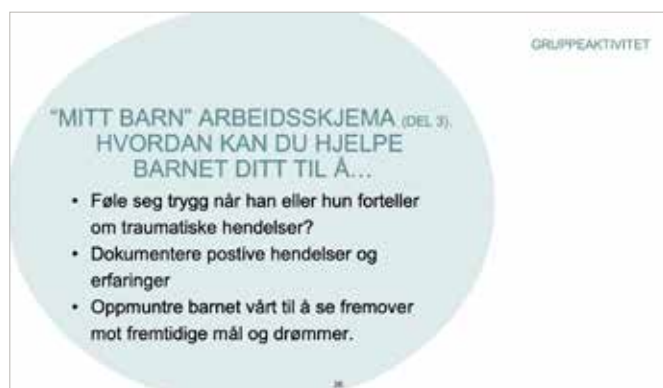 GRUPPEAKTIVITET
"MITT BARN" ARBEIDSSKJEMA (DEL 3).
HVORDAN KAN DU HJELPE
BARNET DITT TIL Å...
• Føle seg trygg når han eller hun forteller
om traumatiske hendelser?
• Dokumentere postive hendelser og
erfaringer
• Oppmuntre barnet vårt til å se fremover
mot fremtidige mål og drømmer.